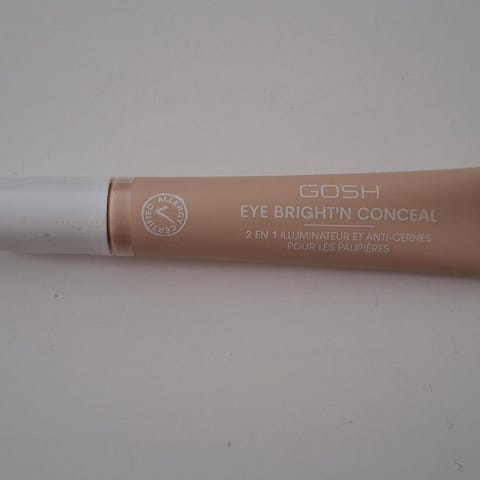 GOSH
EYE BRIGHT'N CONCEAL
2 EN 1 ILLUMINATEUR ET ANTI-CERNES
POUR LES PAUPIÈRES
ALLERGY
CERTIFIED